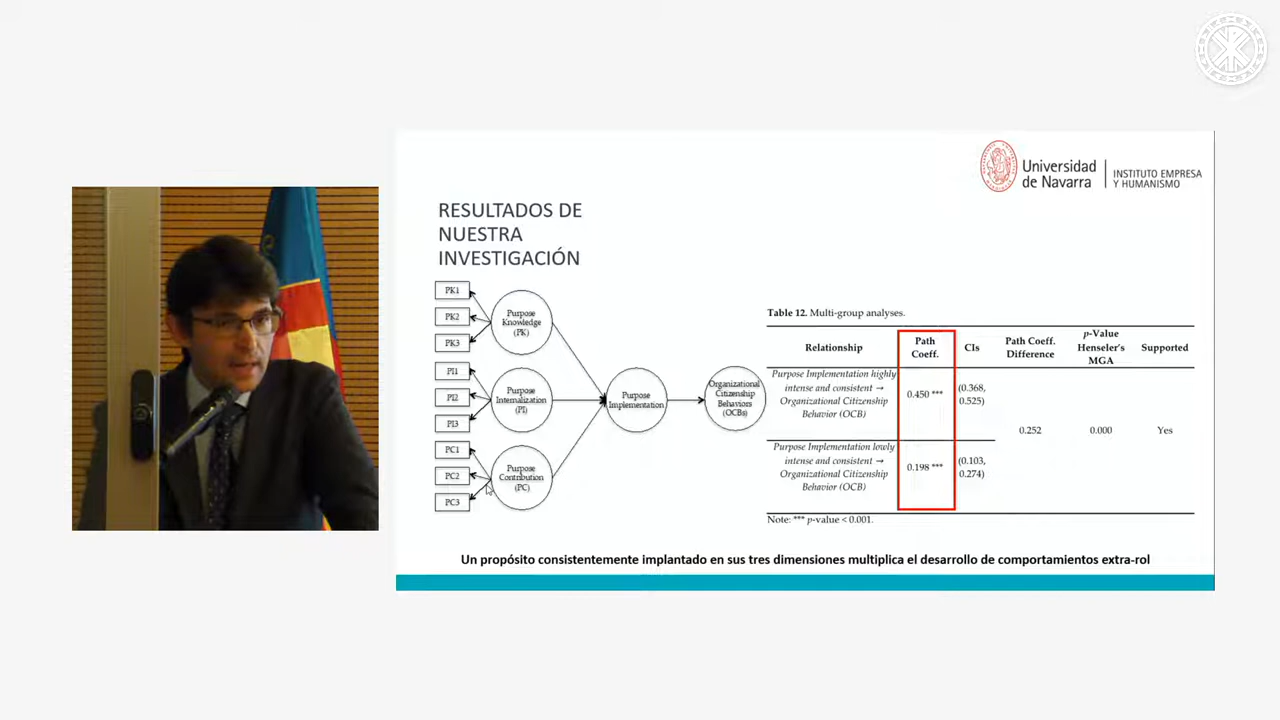 Universidad
de Navarra
INSTITUTO EMPRESA
Y HUMANISMO
RESULTADOS DE
NUESTRA
INVESTIGACIÓN
PK1
PK2
PK3
PI1
PI2
PI3
PC1
PC2
PC3
Purpose
Knowledge
(PK)
Purpose
Internalization
(PI)
Purpose
Contribution
(PC)
Purpose
Implementation
Organizational
Citizenship
Behaviors
(OCBs)
Table 12. Multi-group analyses.
Relationship
Path
Coeff.
CIs
Path Coeff.
Difference
p-Value
Henseler's
MGA
Supported
Purpose Implementation highly
intense and consistent →
Organizational Citizenship
Behavior (OCB)
0.450 ***
(0.368,
0.525)
0.252
0.000
Yes
Purpose Implementation lowly
intense and consistent →
Organizational Citizenship
Behavior (OCB)
0.198 ***
(0.103,
0.274)
Note: *** p-value < 0.001.
Un propósito consistentemente implantado en sus tres dimensiones multiplica el desarrollo de comportamientos extra-rol